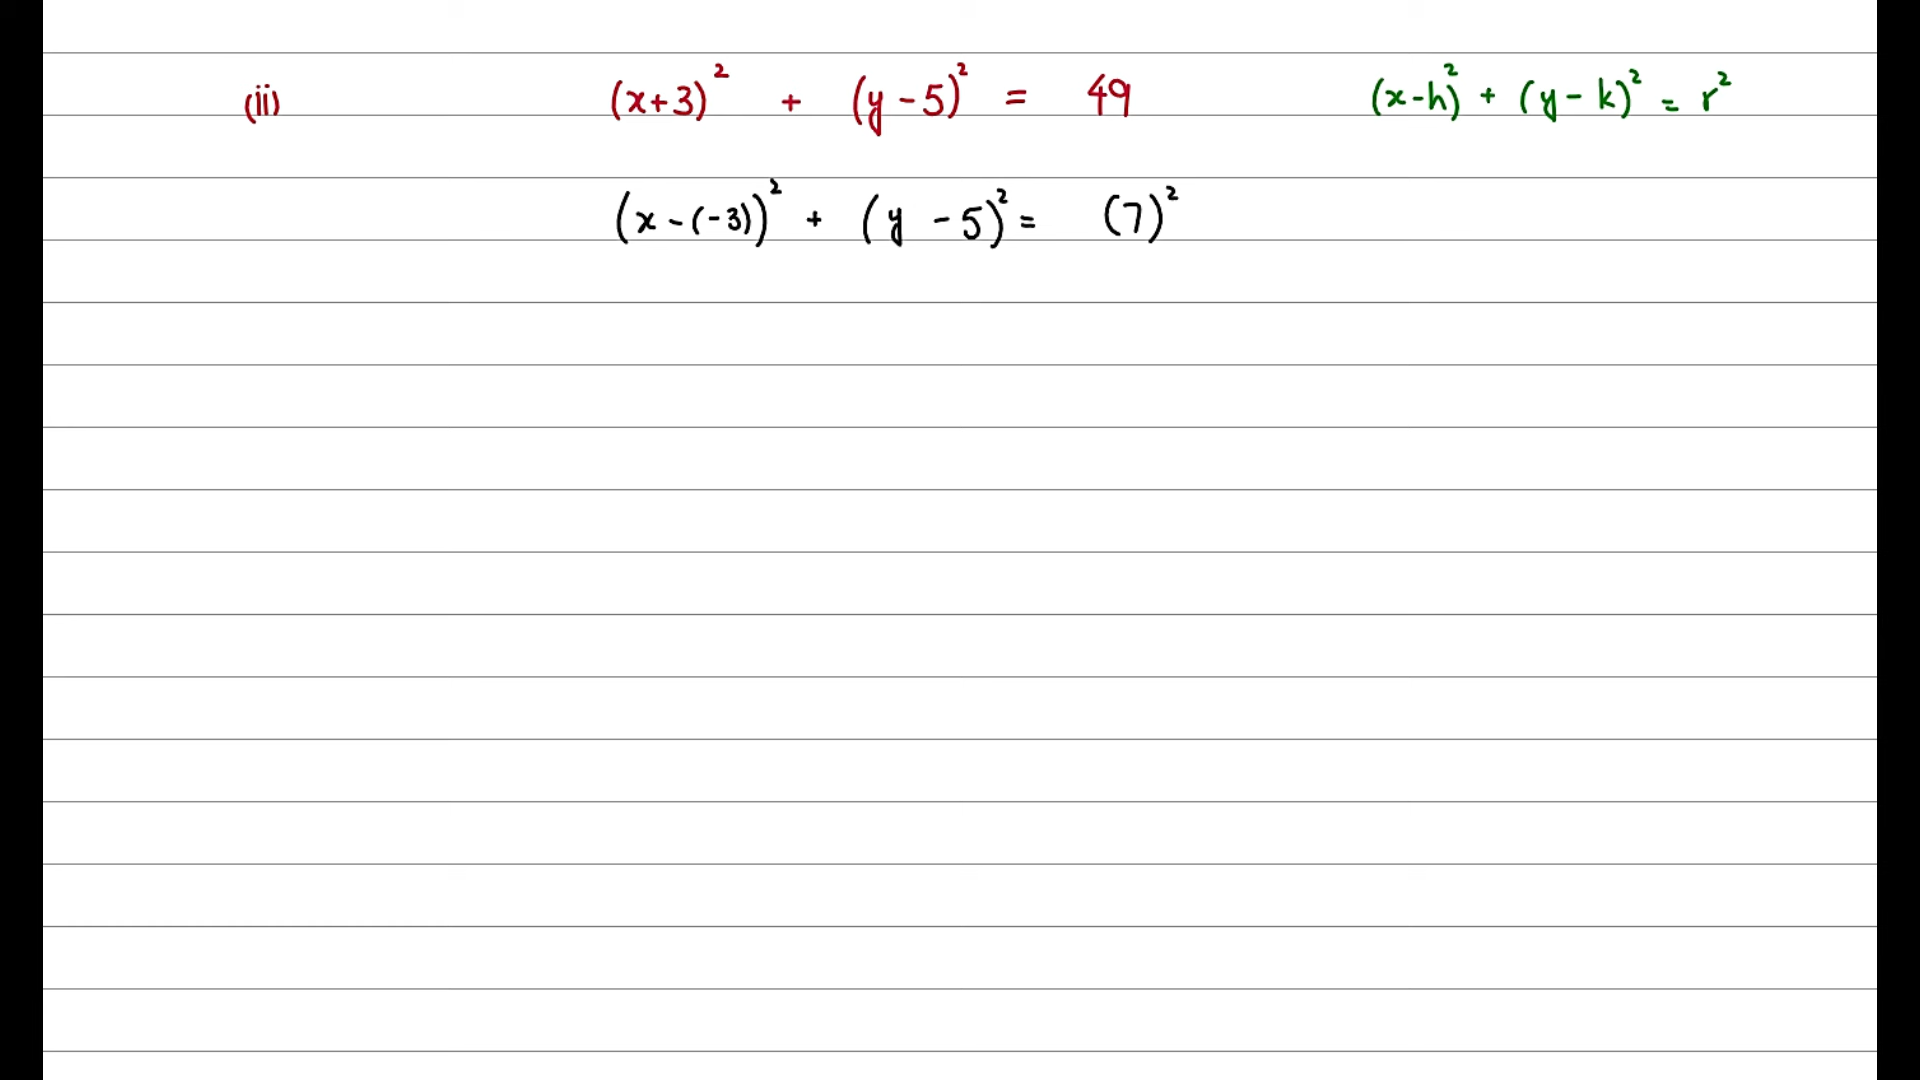 (ii) (x+3)² + (y-5)² = 49 (x-h)² + (y-k)² = r²
(x-(-3))² + (y-5)² = (7)²